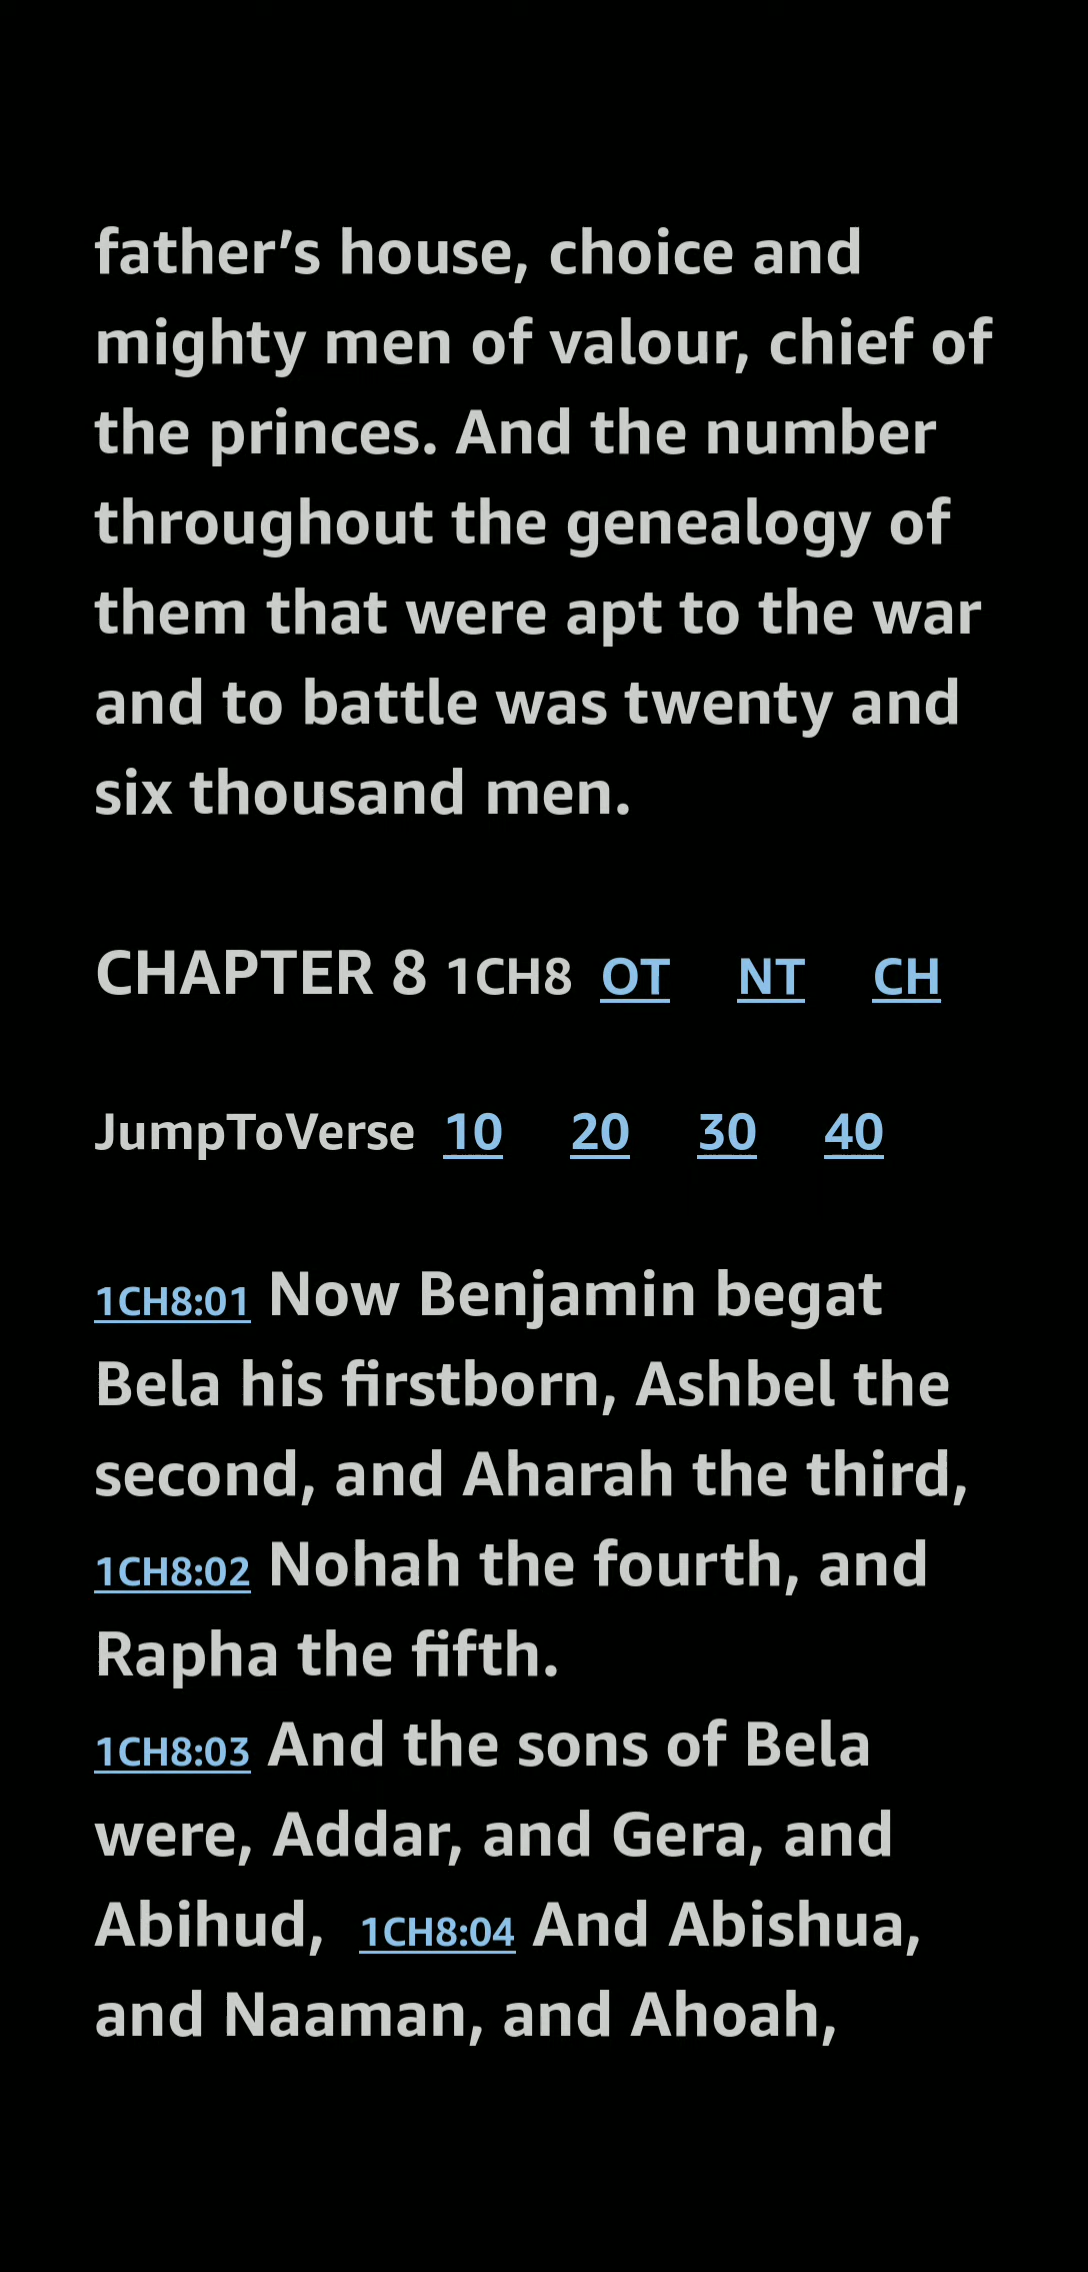 father’s house, choice and
mighty men of valour, chief of
the princes. And the number
throughout the genealogy of
them that were apt to the war
and to battle was twenty and
six thousand men.
CHAPTER 8 1CH8 OT NT CH
JumpToVerse 10 20 30 40
1CH8:01 Now Benjamin begat
Bela his firstborn, Ashbel the
second, and Aharah the third,
1CH8:02 Nohah the fourth, and
Rapha the fifth.
1CH8:03 And the sons of Bela
were, Addar, and Gera, and
Abihud, 1CH8:04 And Abishua,
and Naaman, and Ahoah,